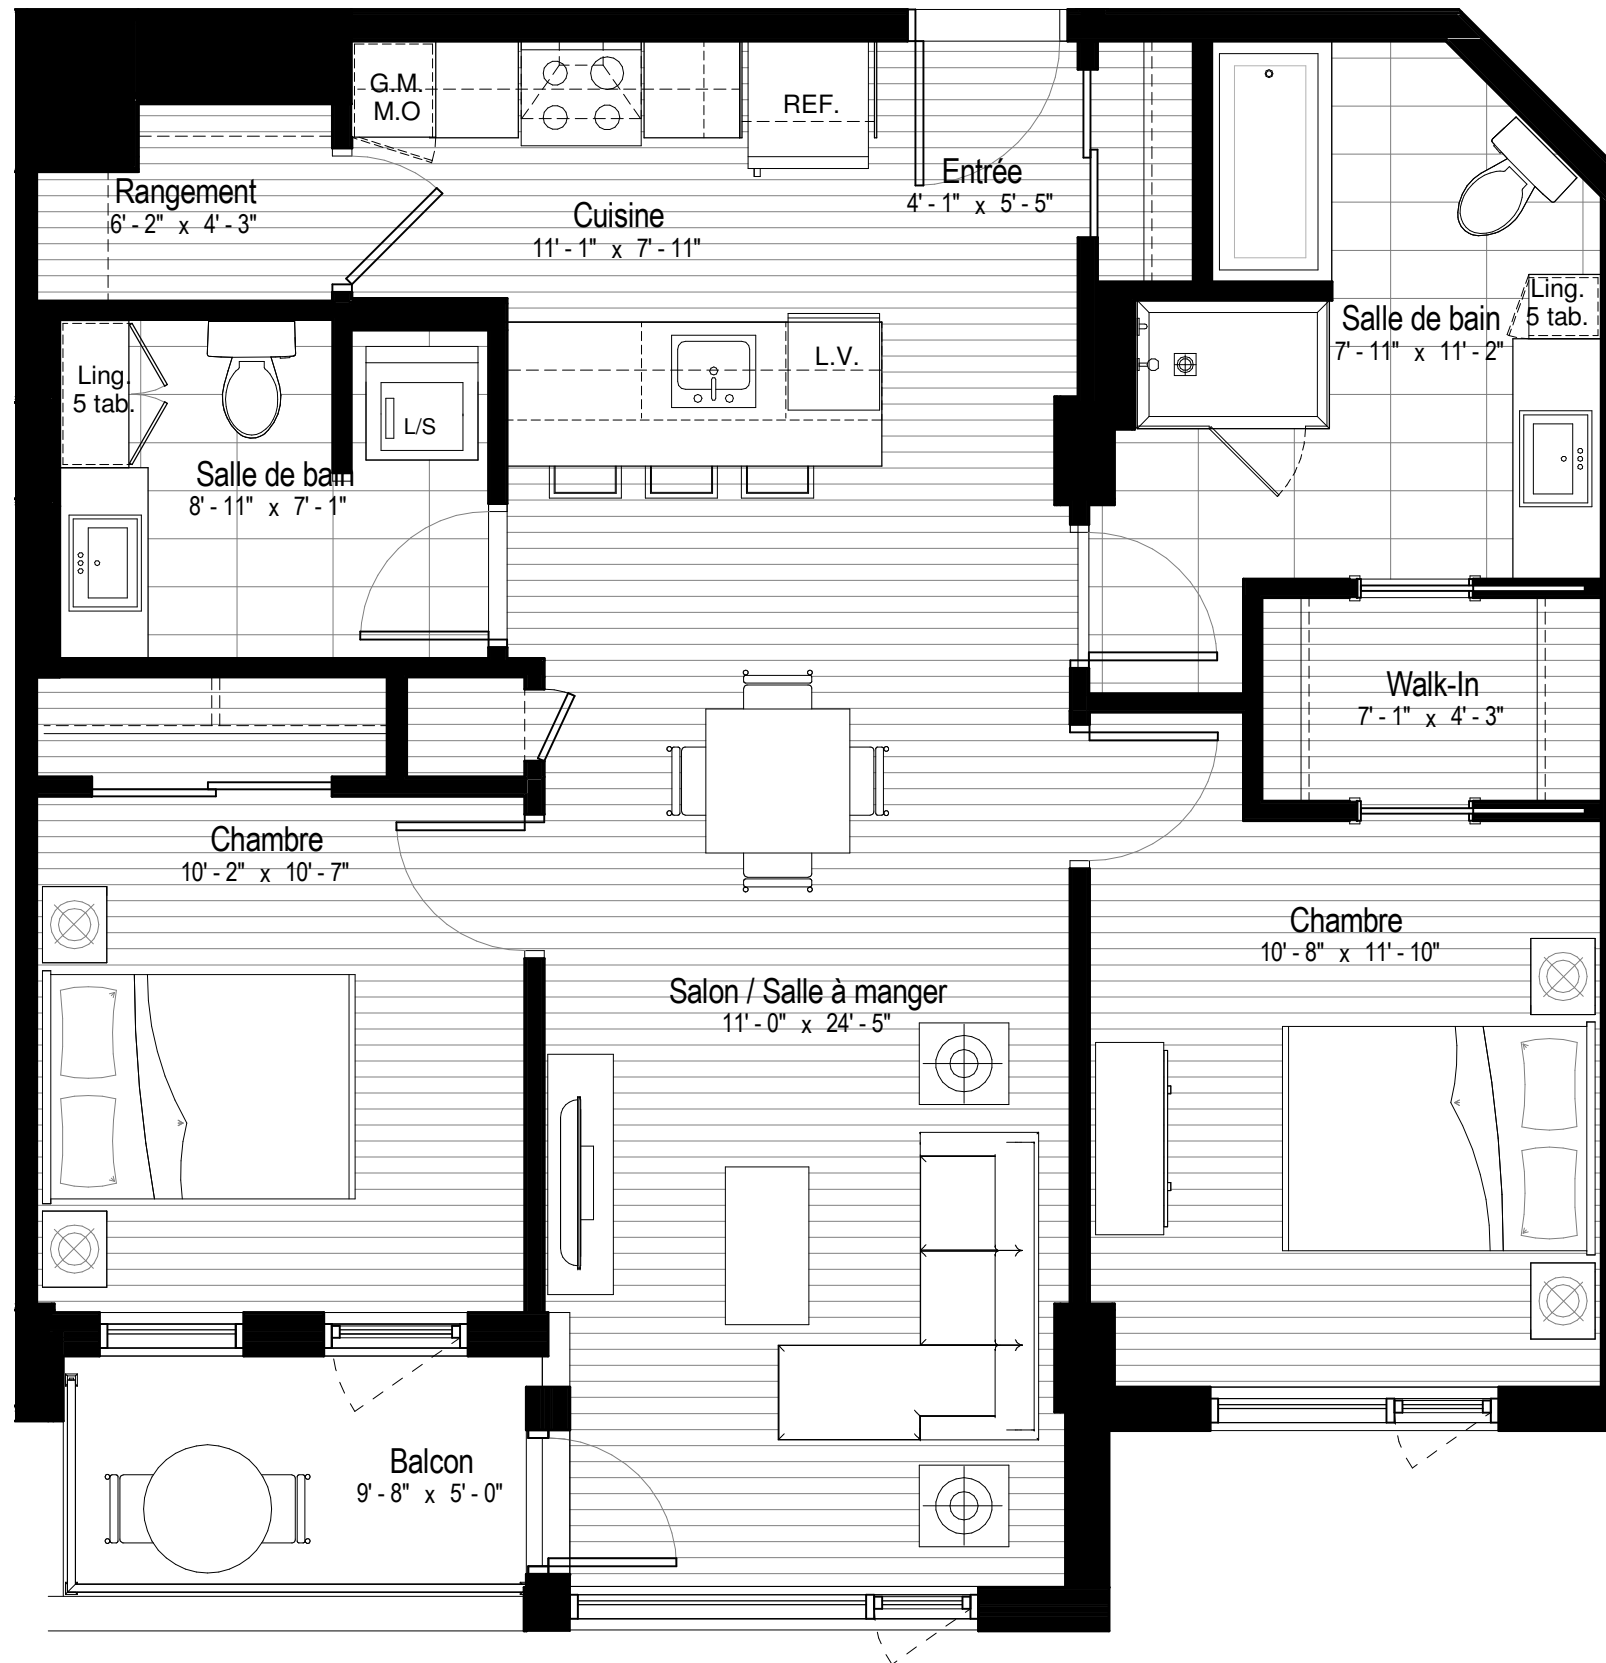 G.M.
M.O
REF.
Rangement
6' - 2" x 4' - 3"
Cuisine
11' - 1" x 7' - 11"
Entrée
4' - 1" x 5' - 5"
Ling.
5 tab.
Salle de bain
7' - 11" x 11' - 2"
L.V.
Ling.
5 tab.
L/S
Salle de bain
8' - 11" x 7' - 1"
Walk-In
7' - 1" x 4' - 3"
Chambre
10' - 2" x 10' - 7"
Chambre
10' - 8" x 11' - 10"
Salon / Salle à manger
11' - 0" x 24' - 5"
Balcon
9' - 8" x 5' - 0"